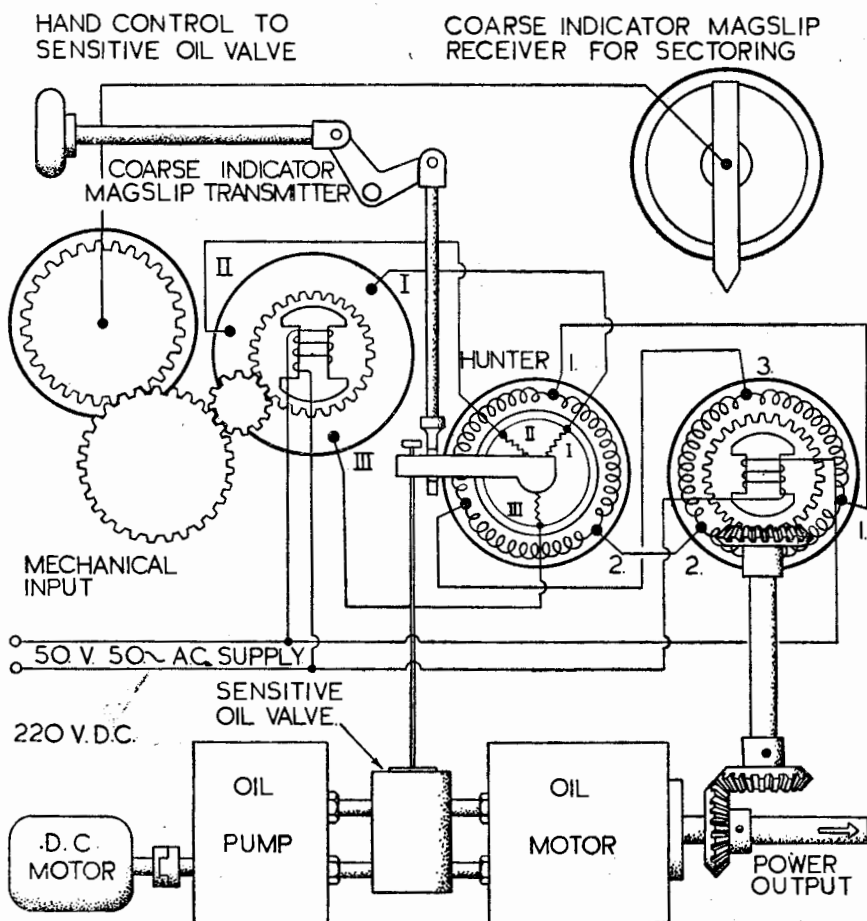 HAND CONTROL TO
SENSITIVE OIL VALVE
COARSE INDICATOR MAGSLIP
RECEIVER FOR SECTORING
COARSE INDICATOR
MAGSLIP TRANSMITTER
II
I
III
HUNTER
1.
3.
II
I
III
2.
2.
1.
MECHANICAL
INPUT
50. V. 50.~ A.C. SUPPLY
SENSITIVE
OIL VALVE.
220 V. D.C.
OIL
PUMP
OIL
MOTOR
.D.C
MOTOR
POWER
OUTPUT